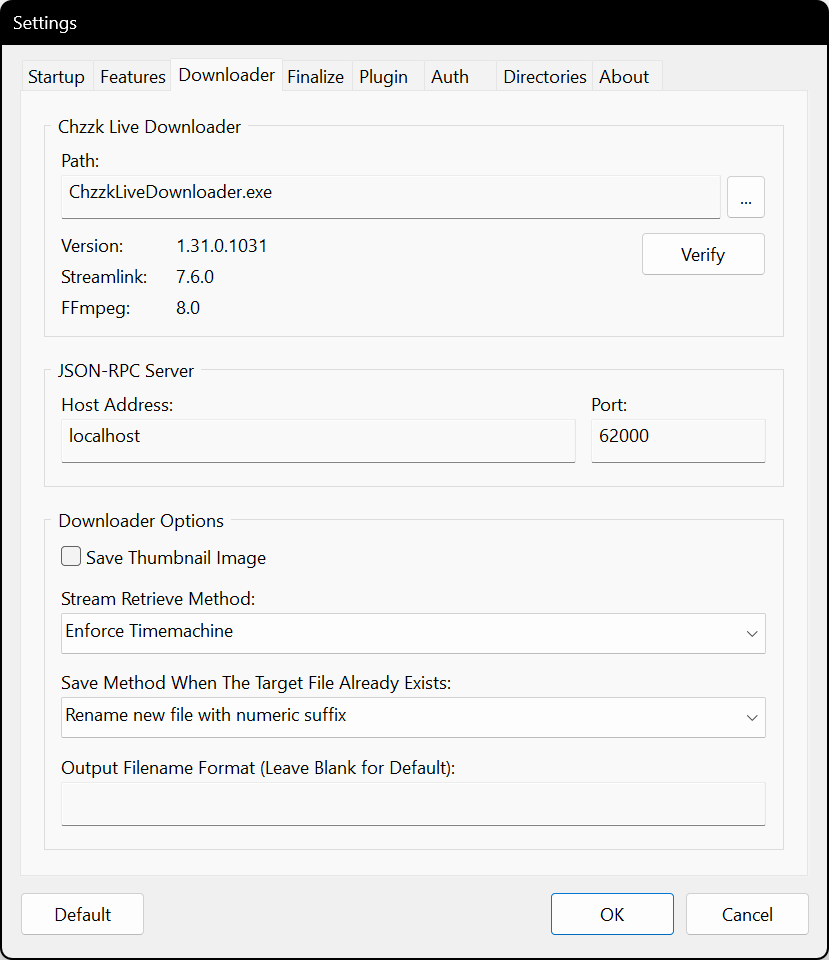 Settings
Startup Features Downloader Finalize Plugin Auth Directories About
Chzzk Live Downloader
Path:
ChzzkLiveDownloader.exe ...
Version: 1.31.0.1031 Verify
Streamlink: 7.6.0
FFmpeg: 8.0
JSON-RPC Server
Host Address: Port:
localhost 62000
Downloader Options
Save Thumbnail Image
Stream Retrieve Method:
Enforce Timemachine
Save Method When The Target File Already Exists:
Rename new file with numeric suffix
Output Filename Format (Leave Blank for Default):
Default OK Cancel